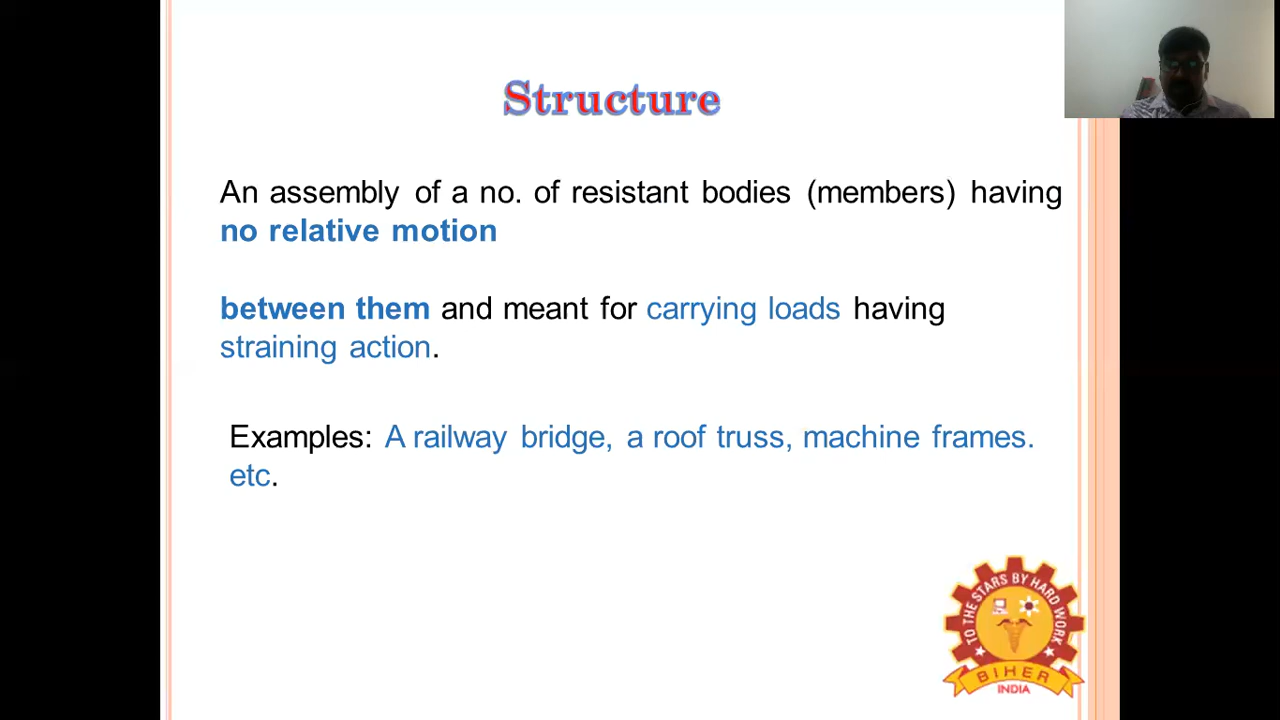 Structure
An assembly of a no. of resistant bodies (members) having
no relative motion
between them and meant for carrying loads having
straining action.
Examples: A railway bridge, a roof truss, machine frames.
etc.
TO THE STARS BY HARD WORK
BIHER
INDIA